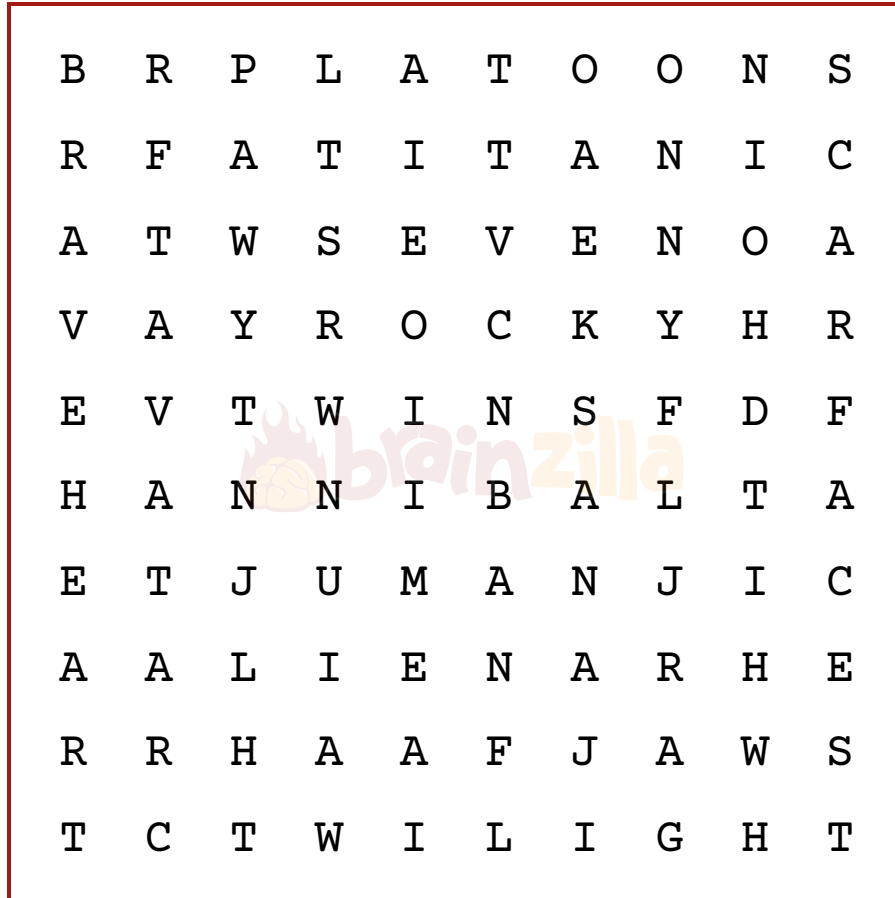 B R P L A T O O N S
R F A T I T A N I C
A T W S E V E N O A
V A Y R O C K Y H R
E V T W I N S F D F
H A N N I B A L T A
brainzilla
E T J U M A N J I C
A A L I E N A R H E
R R H A A F J A W S
T C T W I L I G H T